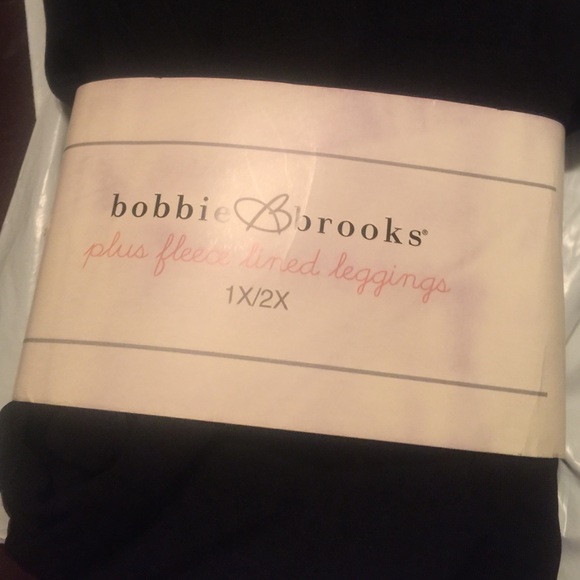 bobbie B brooks®
plus fleece lined leggings
1X/2X